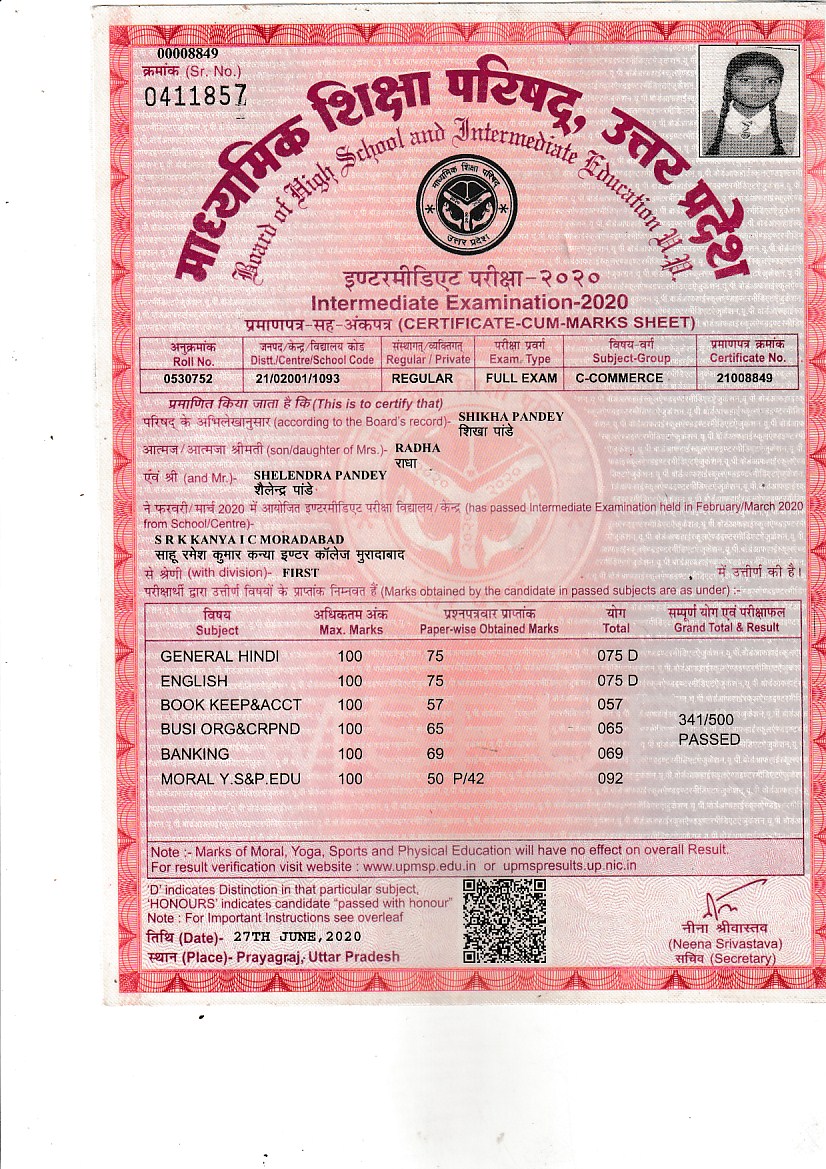 00008849
क्रमांक (Sr. No.)
0411857
माध्यमिक शिक्षा परिषद्, उत्तर प्रदेश
Board of High School and Intermediate Education U.P.
माध्यमिक शिक्षा परिषद्
उत्तर प्रदेश
इण्टरमीडिएट परीक्षा-२०२०
Intermediate Examination-2020
प्रमाणपत्र-सह-अंकपत्र (CERTIFICATE-CUM-MARKS SHEET)
अनुक्रमांक जनपद/केन्द्र/विद्यालय कोड संस्थागत/व्यक्तिगत परीक्षा प्रवर्ग विषय-वर्ग प्रमाणपत्र क्रमांक
Roll No. Distt./Centre/School Code Regular / Private Exam. Type Subject-Group Certificate No.
0530752 21/02001/1093 REGULAR FULL EXAM C-COMMERCE 21008849
प्रमाणित किया जाता है कि (This is to certify that)
परिषद के अभिलेखानुसार (according to the Board's record)- SHIKHA PANDEY
शिखा पांडे
आत्मज/आत्मजा श्रीमती (son/daughter of Mrs.)- RADHA
राधा
एवं श्री (and Mr.)- SHELENDRA PANDEY
शैलेन्द्र पांडे
ने फरवरी/मार्च 2020 में आयोजित इण्टरमीडिएट परीक्षा विद्यालय/केन्द्र (has passed Intermediate Examination held in February/March 2020
from School/Centre)-
S R K KANYA I C MORADABAD
साहू रमेश कुमार कन्या इण्टर कॉलेज मुरादाबाद
से श्रेणी (with division)- FIRST में उत्तीर्ण की है।
परीक्षार्थी द्वारा उत्तीर्ण विषयों के प्राप्तांक निम्नवत हैं (Marks obtained by the candidate in passed subjects are as under) :-
विषय अधिकतम अंक प्रश्नपत्रवार प्राप्तांक योग सम्पूर्ण योग एवं परीक्षाफल
Subject Max. Marks Paper-wise Obtained Marks Total Grand Total & Result
GENERAL HINDI 100 75 075 D
ENGLISH 100 75 075 D
BOOK KEEP&ACCT 100 57 057
BUSI ORG&CRPND 100 65 065
341/500
PASSED
BANKING 100 69 069
MORAL Y.S&P.EDU 100 50 P/42 092
Note :- Marks of Moral, Yoga, Sports and Physical Education will have no effect on overall Result.
For result verification visit website : www.upmsp.edu.in or upmspresults.up.nic.in
'D' indicates Distinction in that particular subject,
'HONOURS' indicates candidate "passed with honour"
Note : For Important Instructions see overleaf
तिथि (Date)- 27TH JUNE,2020
स्थान (Place)- Prayagraj, Uttar Pradesh
नीना श्रीवास्तव
(Neena Srivastava)
सचिव (Secretary)